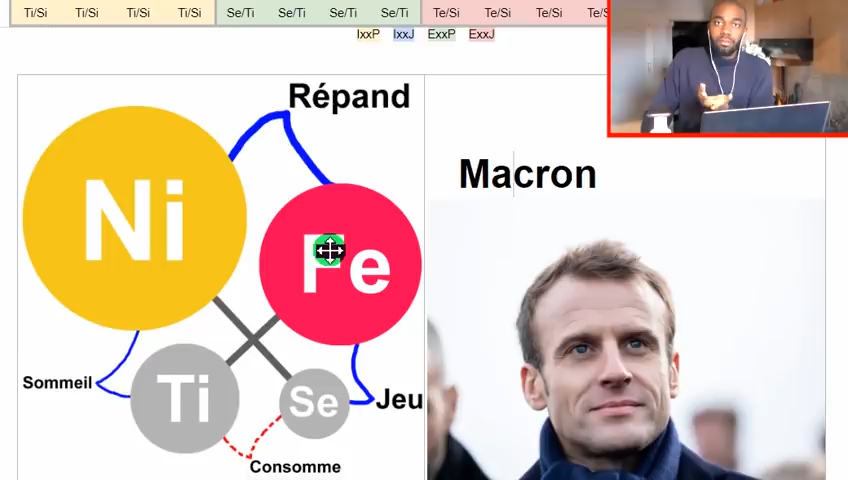 Ti/Si Ti/Si Ti/Si Ti/Si Se/Ti Se/Ti Se/Ti Se/Ti Te/Si Te/Si Te/Si
IxxP IxxJ ExxP ExxJ
Répand
Macron
Ni
Fe
Sommeil
Ti
Se
Jeu
Consomme